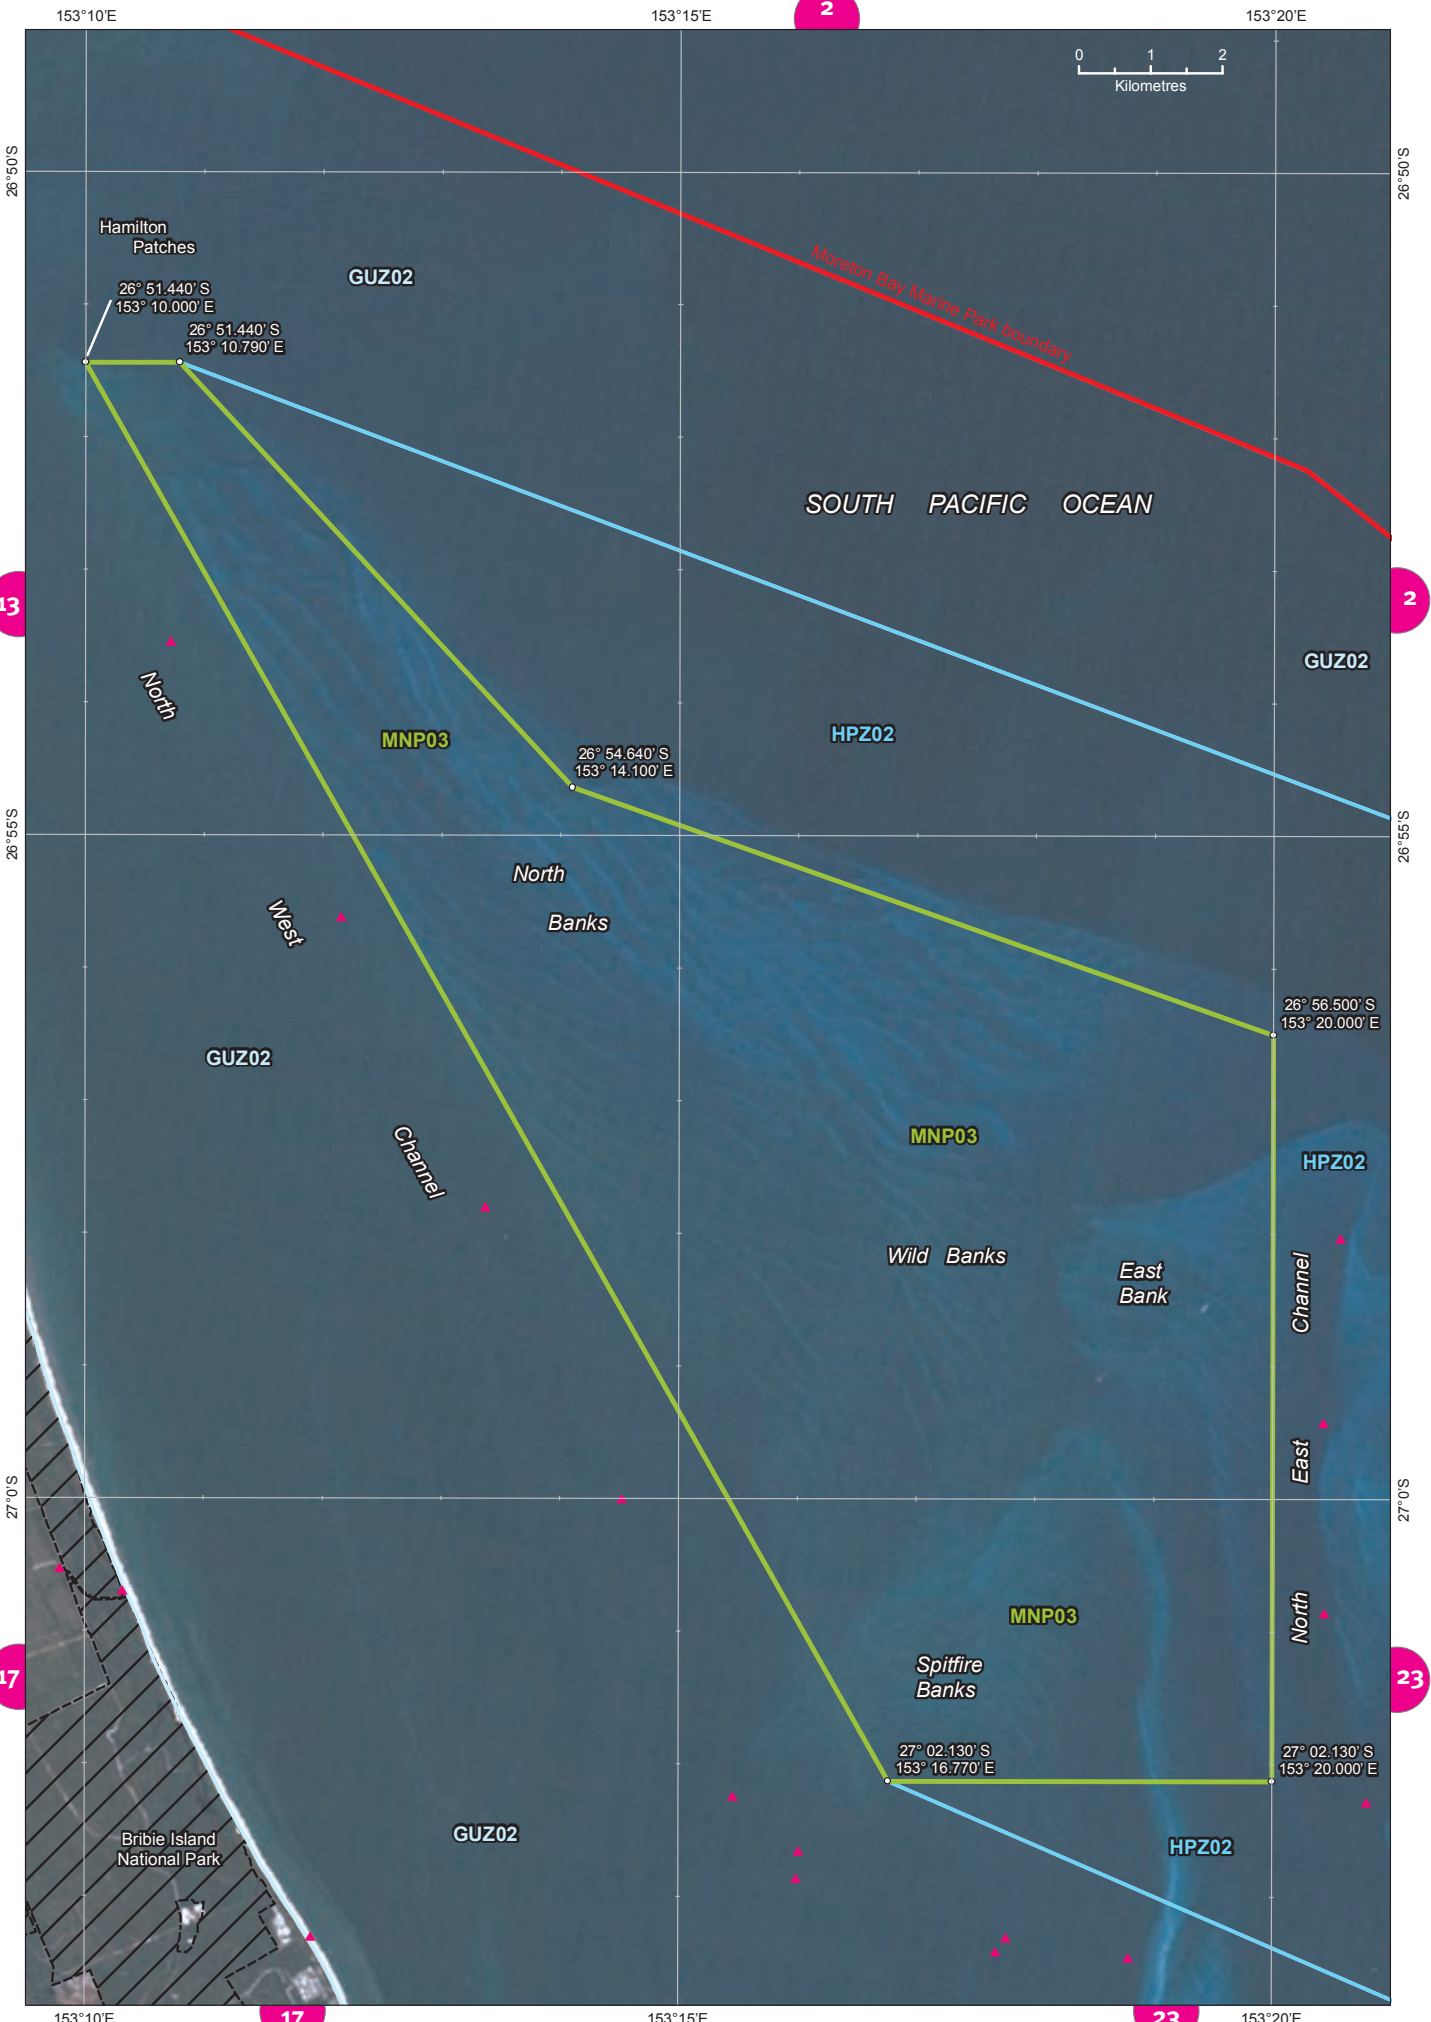 2
153°10'E
153°15'E
153°20'E
0 1 2
Kilometres
26°50'S
26°50'S
Hamilton
Patches
GUZ02
Moreton Bay Marine Park boundary
26° 51.440' S
153° 10.000' E
26° 51.440' S
153° 10.790' E
SOUTH PACIFIC OCEAN
13
2
GUZ02
North
MNP03
HPZ02
26° 54.640' S
153° 14.100' E
26°55'S
26°55'S
North
Banks
West
26° 56.500' S
153° 20.000' E
GUZ02
MNP03
HPZ02
Channel
Wild Banks
East
Bank
Channel
East
27°0'S
27°0'S
MNP03
North
Spitfire
Banks
17
23
27° 02.130' S
153° 16.770' E
27° 02.130' S
153° 20.000' E
GUZ02
HPZ02
Bribie Island
National Park
153°10'E
17
153°15'E
23
153°20'E